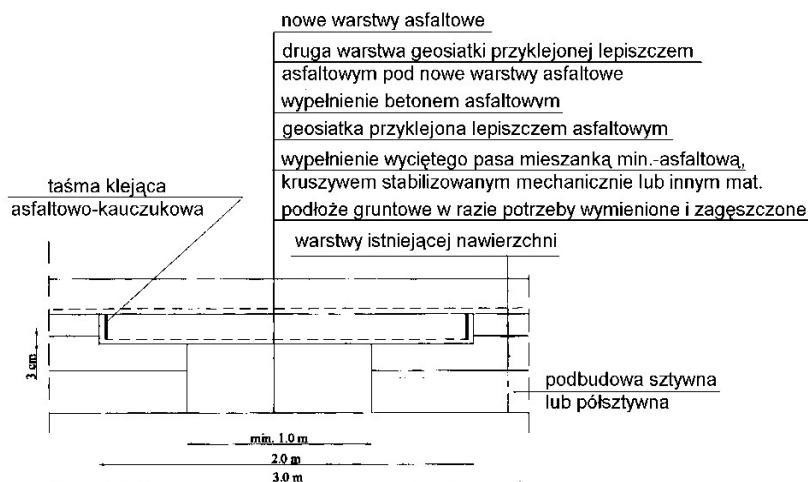 nowe warstwy asfaltowe
druga warstwa geosiatki przyklejonej lepiszczem
asfaltowym pod nowe warstwy asfaltowe
wypełnienie betonem asfaltowym
geosiatka przyklejona lepiszczem asfaltowym
wypełnienie wyciętego pasa mieszanką min.-asfaltową,
kruszywem stabilizowanym mechanicznie lub innym mat.
podłoże gruntowe w razie potrzeby wymienione i zagęszczone
warstwy istniejącej nawierzchni
taśma klejąca
asfaltowo-kauczukowa
3 cm
podbudowa sztywna
lub półsztywna
min. 1.0 m
2.0 m
3.0 m